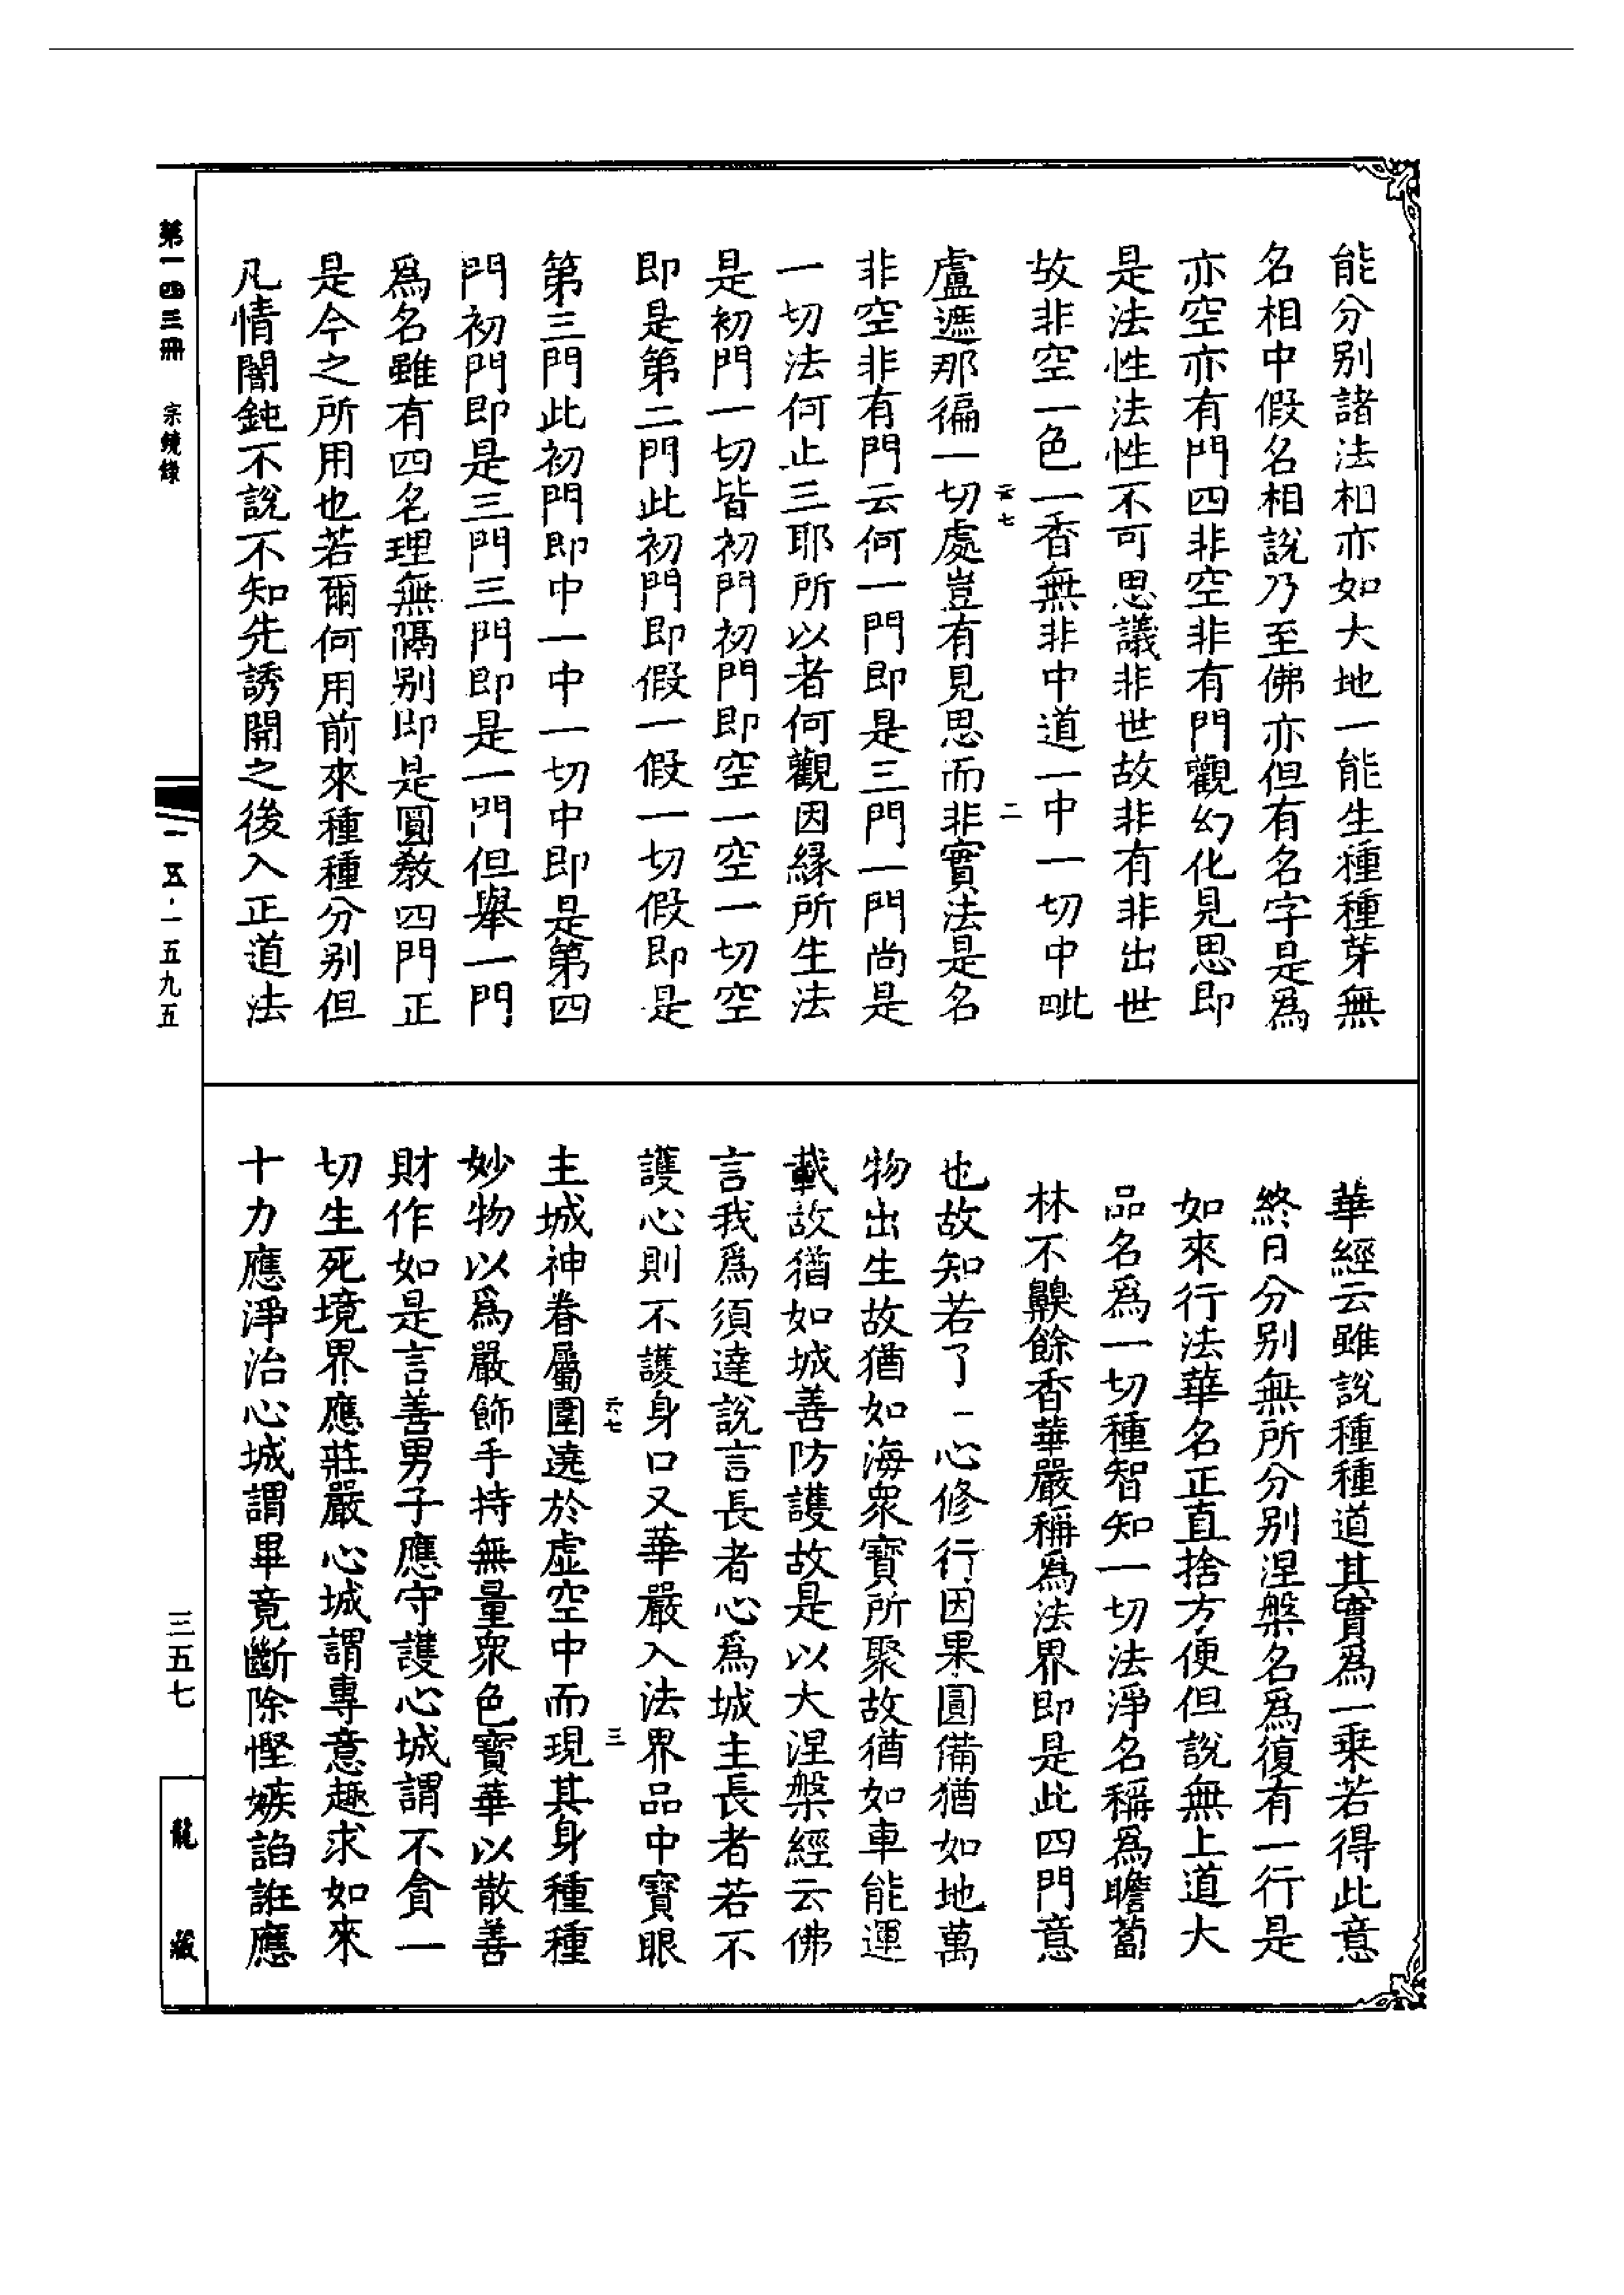 能分别諸法相亦如大地一能生種種芽無
名相中假名相說乃至佛亦但有名字是爲
亦空亦有門四非空非有門觀幻化見思即
是法性法性不可思議非世故非有非出世
故非空一色一香無非中道一中一切中毗
云七
二
盧遮那徧一切處豈有見思而非實法是名
非空非有門云何一門即是三門一門尚是
一切法何止三耶所以者何觀因緣所生法
是初門一切皆初門初門即空一空一切空
即是第二門此初門即假一假一切假即是
第三門此初門即中一中一切中即是第四
門初門即是三門三門即是一門但舉一門
爲名雖有四名理無隔别即是圓教四門正
是今之所用也若爾何用前來種種分别但
凡情闇鈍不說不知先誘開之後入正道法
華經云雖說種種道其實爲一乘若得此意
終日分别無所分别涅槃名爲復有一行是
如來行法華名正直捨方便但說無上道大
品名爲一切種智知一切法淨名稱爲瞻蔔
林不齅餘香華嚴稱爲法界即是此四門意
也故知若了一心修行因果圓備猶如地萬
物出生故猶如海衆寶所聚故猶如車能運
載故猶如城善防護故是以大涅槃經云佛
言我爲須達說言長者心爲城主長者若不
護心則不護身口又華嚴入法界品中寶眼
云七
三
主城神眷屬圍遶於虛空中而現其身種種
妙物以爲嚴飾手持無量衆色寶華以散善
財作如是言善男子應守護心城謂不貪一
切生死境界應莊嚴心城謂專意趣求如來
十力應淨治心城謂畢竟斷除慳嫉諂誑應
第一四三冊 宗鏡錄
一五·一五九五
三五七
龍藏